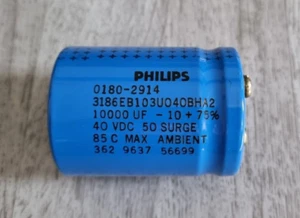 PHILIPS
0180-2914
3186EB103U040BHA2
10000 UF - 10 + 75%
40 VDC 50 SURGE
85 C MAX AMBIENT
362 9637 56699